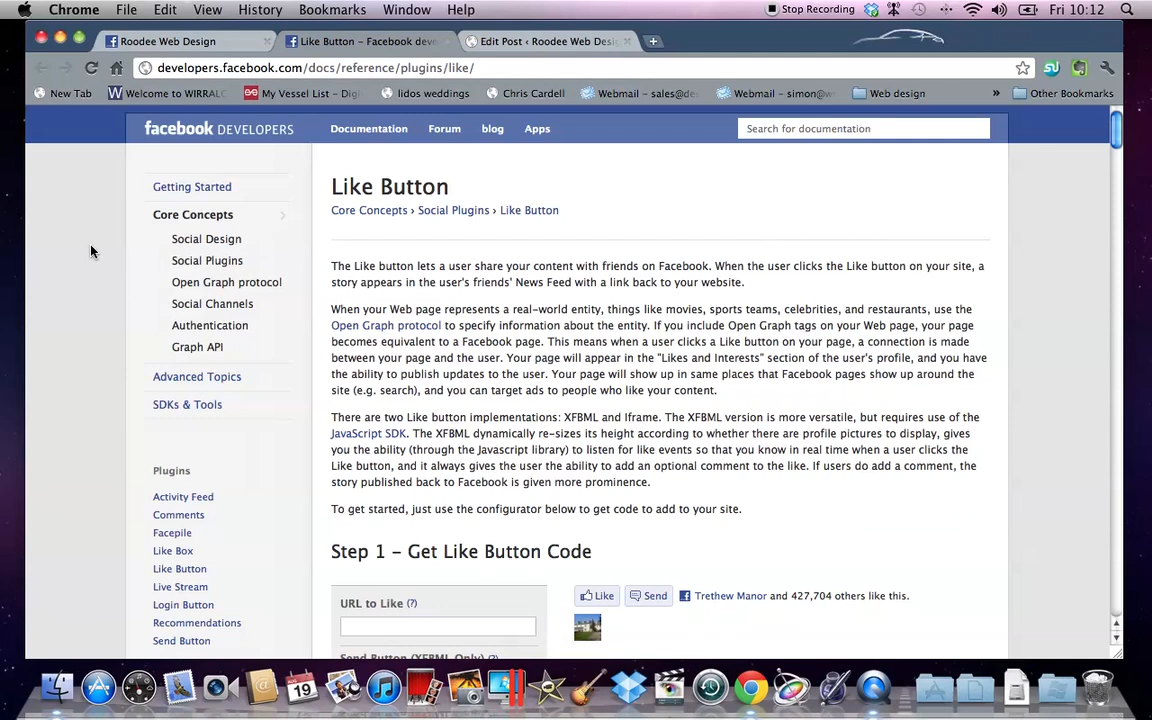 Chrome File Edit View History Bookmarks Window Help Stop Recording Fri 10:12
Roodee Web Design Like Button – Facebook deve Edit Post ‹ Roodee Web Desi
developers.facebook.com/docs/reference/plugins/like/
New Tab Welcome to WIRRALC My Vessel List – Digi lidos weddings Chris Cardell Webmail – sales@de Webmail – simon@w Web design » Other Bookmarks
facebook DEVELOPERS Documentation Forum blog Apps Search for documentation
Getting Started
Core Concepts
Social Design
Social Plugins
Open Graph protocol
Social Channels
Authentication
Graph API
Advanced Topics
SDKs & Tools
Plugins
Activity Feed
Comments
Facepile
Like Box
Like Button
Live Stream
Login Button
Recommendations
Send Button
Like Button
Core Concepts › Social Plugins › Like Button
The Like button lets a user share your content with friends on Facebook. When the user clicks the Like button on your site, a
story appears in the user's friends' News Feed with a link back to your website.
When your Web page represents a real-world entity, things like movies, sports teams, celebrities, and restaurants, use the
Open Graph protocol to specify information about the entity. If you include Open Graph tags on your Web page, your page
becomes equivalent to a Facebook page. This means when a user clicks a Like button on your page, a connection is made
between your page and the user. Your page will appear in the "Likes and Interests" section of the user's profile, and you have
the ability to publish updates to the user. Your page will show up in same places that Facebook pages show up around the
site (e.g. search), and you can target ads to people who like your content.
There are two Like button implementations: XFBML and Iframe. The XFBML version is more versatile, but requires use of the
JavaScript SDK. The XFBML dynamically re-sizes its height according to whether there are profile pictures to display, gives
you the ability (through the Javascript library) to listen for like events so that you know in real time when a user clicks the
Like button, and it always gives the user the ability to add an optional comment to the like. If users do add a comment, the
story published back to Facebook is given more prominence.
To get started, just use the configurator below to get code to add to your site.
Step 1 – Get Like Button Code
URL to Like (?)
Send Button (XFBML Only) (?)
Like Send Trethew Manor and 427,704 others like this.